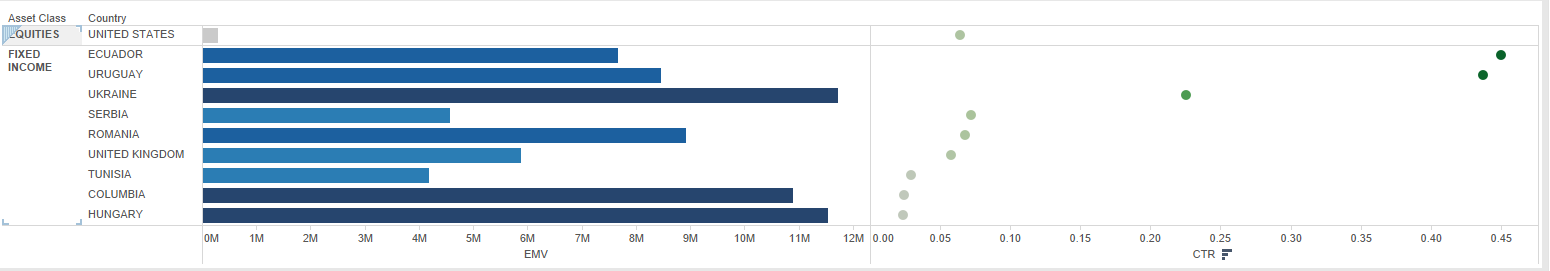 Asset Class Country
EQUITIES UNITED STATES
FIXED INCOME ECUADOR
URUGUAY
UKRAINE
SERBIA
ROMANIA
UNITED KINGDOM
TUNISIA
COLUMBIA
HUNGARY
0M 1M 2M 3M 4M 5M 6M 7M 8M 9M 10M 11M 12M 0.00 0.05 0.10 0.15 0.20 0.25 0.30 0.35 0.40 0.45
EMV CTR